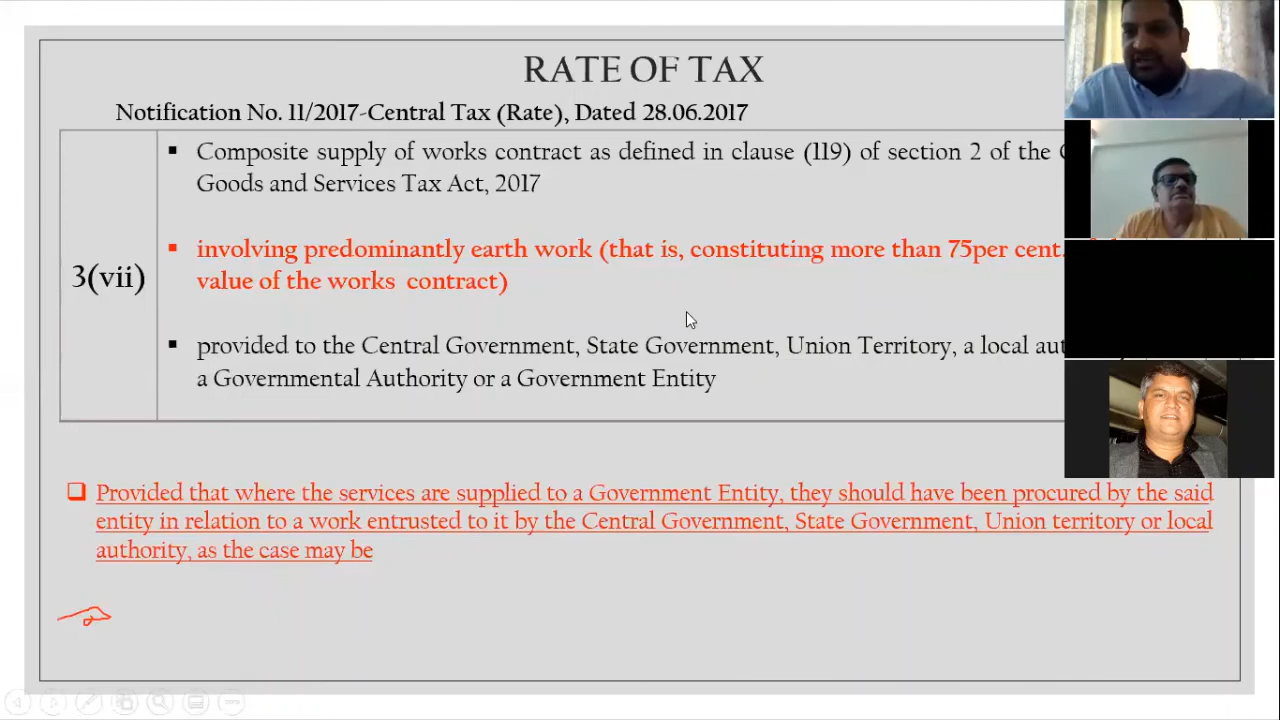 RATE OF TAX
Notification No. 11/2017-Central Tax (Rate), Dated 28.06.2017
3(vii)
Composite supply of works contract as defined in clause (119) of section 2 of the
Goods and Services Tax Act, 2017
involving predominantly earth work (that is, constituting more than 75per cent.
value of the works contract)
provided to the Central Government, State Government, Union Territory, a local
a Governmental Authority or a Government Entity
Provided that where the services are supplied to a Government Entity, they should have been procured by the said
entity in relation to a work entrusted to it by the Central Government, State Government, Union territory or local
authority, as the case may be